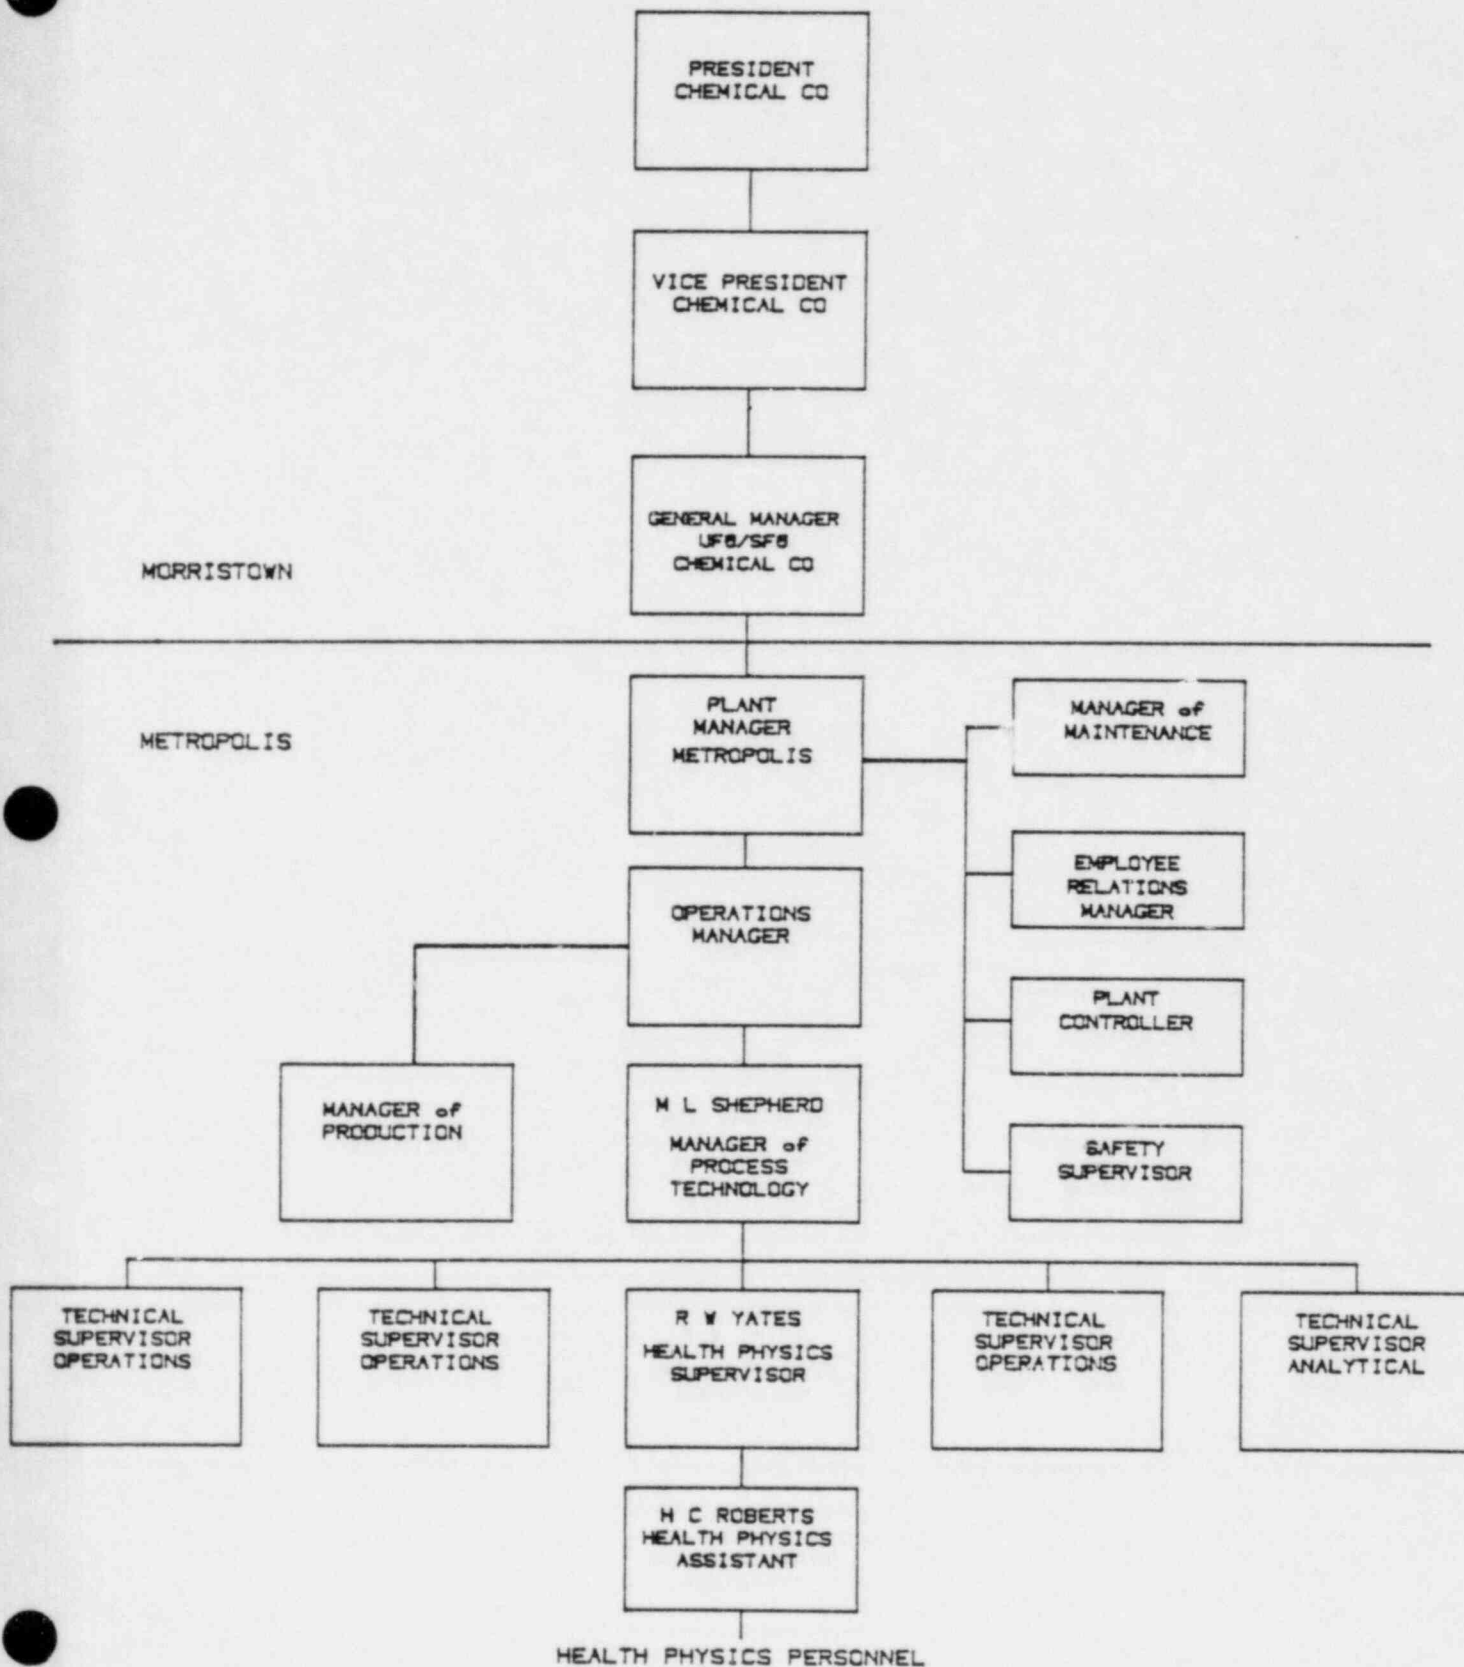 PRESIDENT
CHEMICAL CO
VICE PRESIDENT
CHEMICAL CO
GENERAL MANAGER
UF6/SF6
CHEMICAL CO
MORRISTOWN
METROPOLIS
PLANT
MANAGER
METROPOLIS
MANAGER of
MAINTENANCE
EMPLOYEE
RELATIONS
MANAGER
OPERATIONS
MANAGER
PLANT
CONTROLLER
MANAGER of
PRODUCTION
M L SHEPHERD
MANAGER of
PROCESS
TECHNOLOGY
SAFETY
SUPERVISOR
TECHNICAL
SUPERVISOR
OPERATIONS
TECHNICAL
SUPERVISOR
OPERATIONS
R W YATES
HEALTH PHYSICS
SUPERVISOR
TECHNICAL
SUPERVISOR
OPERATIONS
TECHNICAL
SUPERVISOR
ANALYTICAL
H C ROBERTS
HEALTH PHYSICS
ASSISTANT
HEALTH PHYSICS PERSONNEL